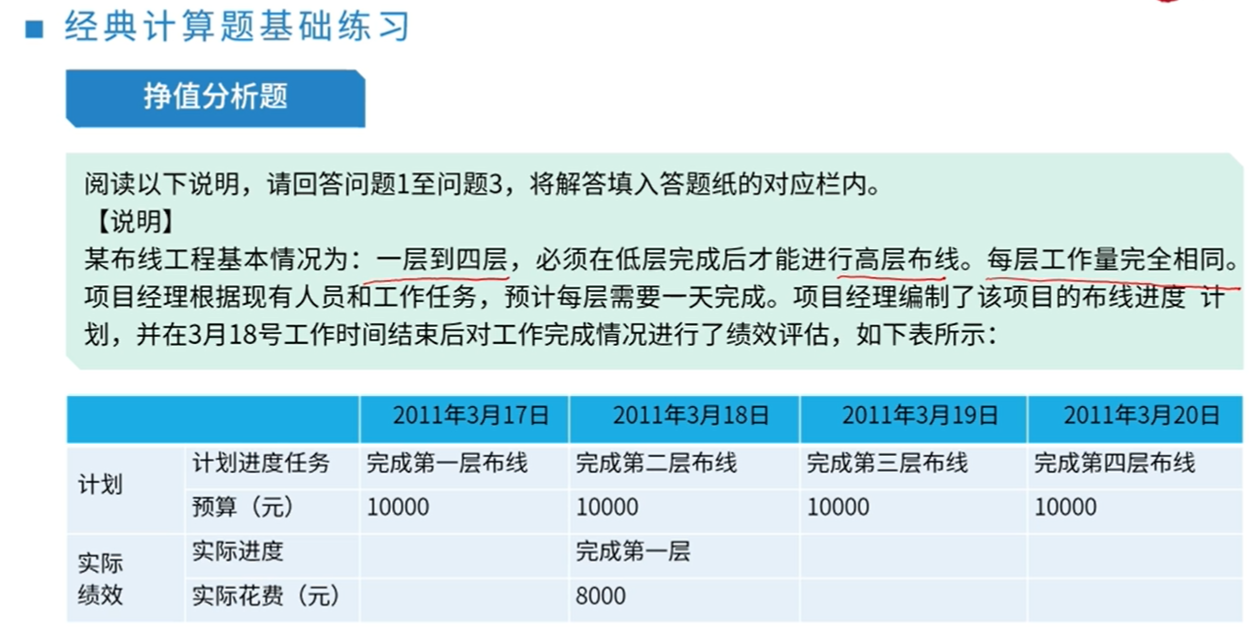 经典计算题基础练习
挣值分析题
阅读以下说明，请回答问题1至问题3，将解答填入答题纸的对应栏内。
【说明】
某布线工程基本情况为：一层到四层，必须在低层完成后才能进行高层布线。每层工作量完全相同。
项目经理根据现有人员和工作任务，预计每层需要一天完成。项目经理编制了该项目的布线进度 计
划，并在3月18号工作时间结束后对工作完成情况进行了绩效评估，如下表所示：
2011年3月17日 2011年3月18日 2011年3月19日 2011年3月20日
计划 计划进度任务 完成第一层布线 完成第二层布线 完成第三层布线 完成第四层布线
预算（元） 10000 10000 10000 10000
实际
绩效 实际进度 完成第一层
实际花费（元） 8000